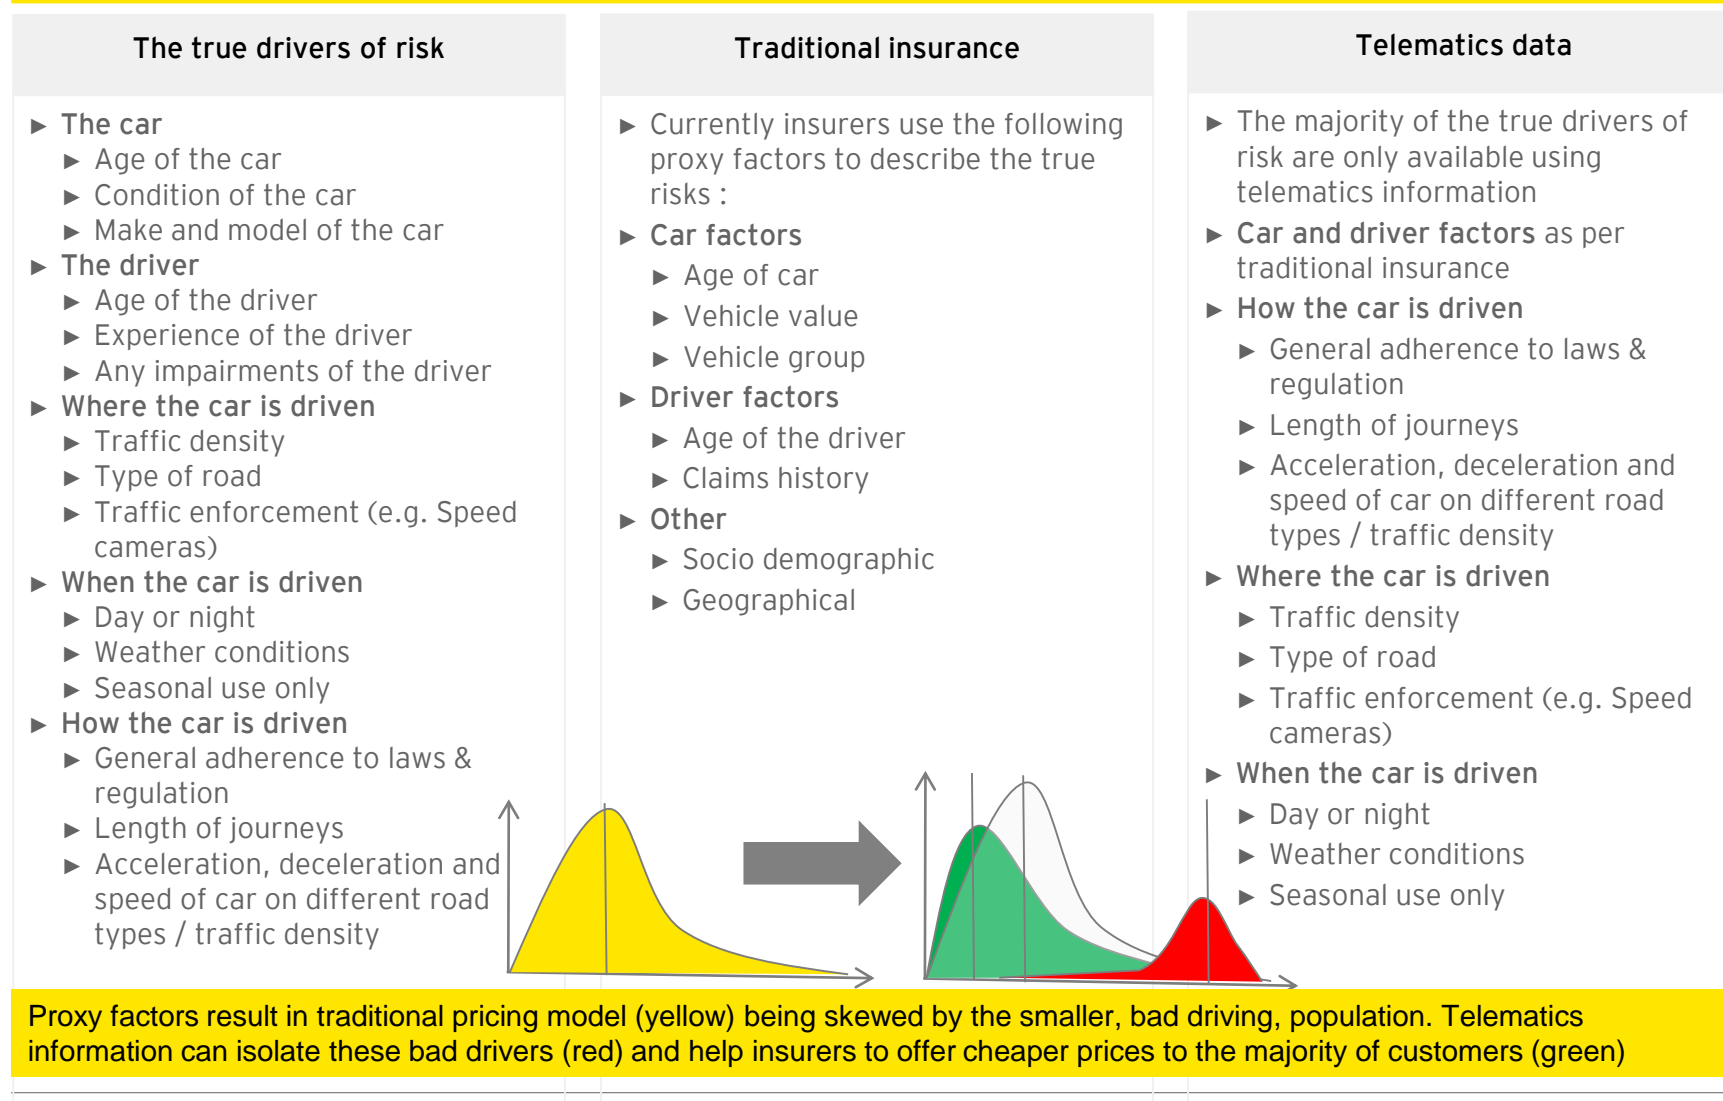 The true drivers of risk
► The car
► Age of the car
► Condition of the car
► Make and model of the car
► The driver
► Age of the driver
► Experience of the driver
► Any impairments of the driver
► Where the car is driven
► Traffic density
► Type of road
► Traffic enforcement (e.g. Speed
cameras)
► When the car is driven
► Day or night
► Weather conditions
► Seasonal use only
► How the car is driven
► General adherence to laws &
regulation
► Length of journeys
► Acceleration, deceleration and
speed of car on different road
types / traffic density
Traditional insurance
► Currently insurers use the following
proxy factors to describe the true
risks :
► Car factors
► Age of car
► Vehicle value
► Vehicle group
► Driver factors
► Age of the driver
► Claims history
► Other
► Socio demographic
► Geographical
Telematics data
► The majority of the true drivers of
risk are only available using
telematics information
► Car and driver factors as per
traditional insurance
► How the car is driven
► General adherence to laws &
regulation
► Length of journeys
► Acceleration, deceleration and
speed of car on different road
types / traffic density
► Where the car is driven
► Traffic density
► Type of road
► Traffic enforcement (e.g. Speed
cameras)
► When the car is driven
► Day or night
► Weather conditions
► Seasonal use only
Proxy factors result in traditional pricing model (yellow) being skewed by the smaller, bad driving, population. Telematics
information can isolate these bad drivers (red) and help insurers to offer cheaper prices to the majority of customers (green)